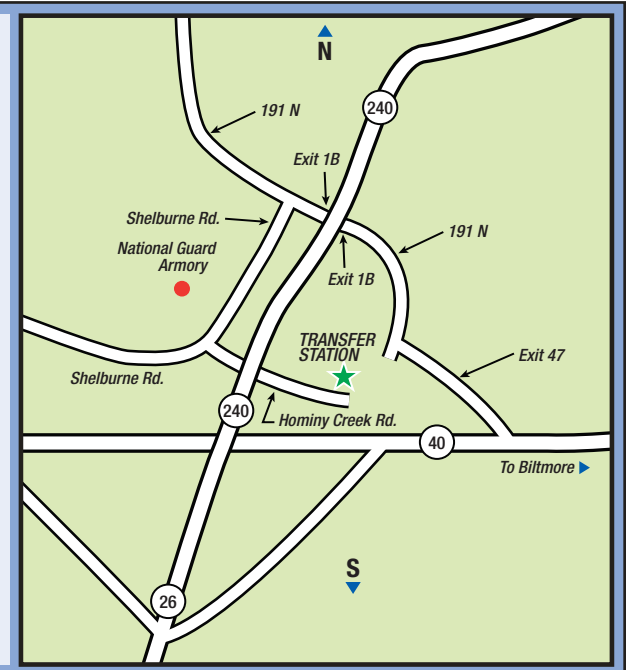 N
240
191 N
Exit 1B
Shelburne Rd.
191 N
National Guard
Armory
Exit 1B
TRANSFER
STATION
Exit 47
Shelburne Rd.
240
Hominy Creek Rd.
40
To Biltmore
S
26